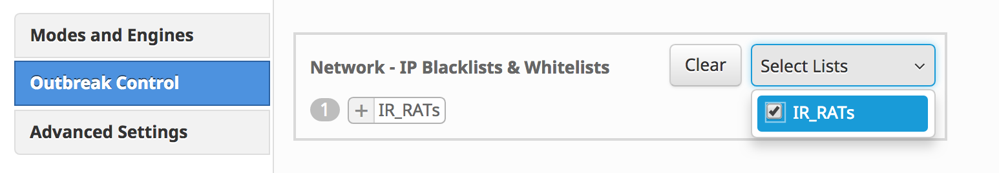 Modes and Engines
Outbreak Control
Advanced Settings
Network - IP Blacklists & Whitelists
Clear
Select Lists
1
+ IR_RATs
IR_RATs